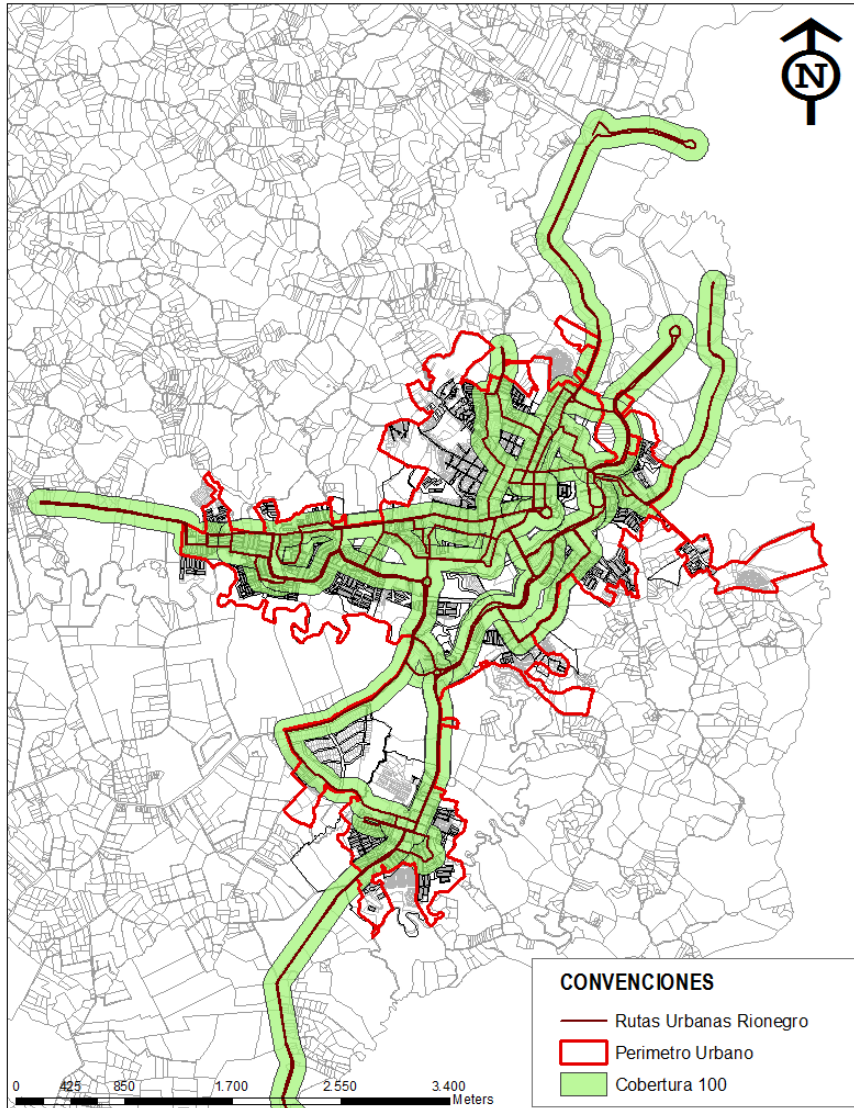 N
CONVENCIONES
Rutas Urbanas Rionegro
Perimetro Urbano
Cobertura 100
0 425 850 1.700 2.550 3.400
Meters